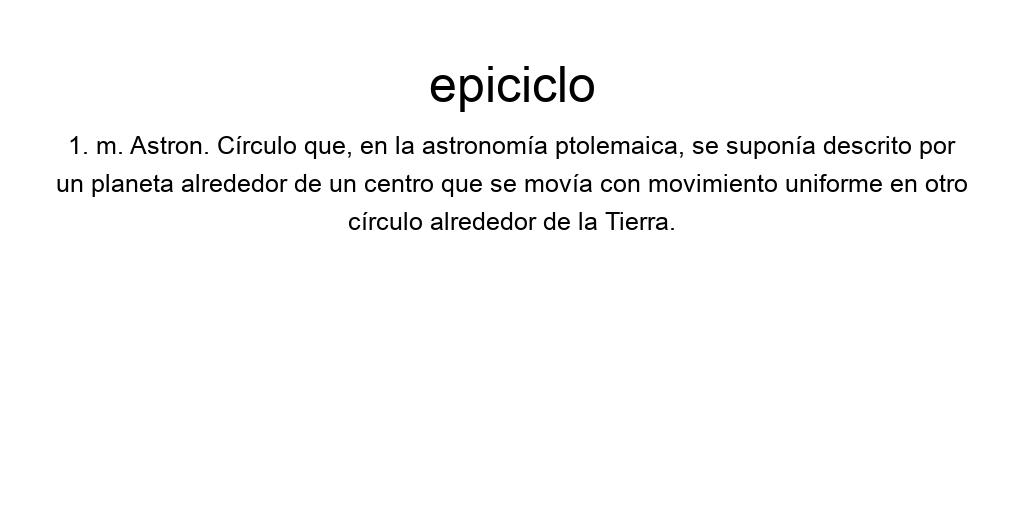 epiciclo
1. m. Astron. Círculo que, en la astronomía ptolemaica, se suponía descrito por
un planeta alrededor de un centro que se movía con movimiento uniforme en otro
círculo alrededor de la Tierra.